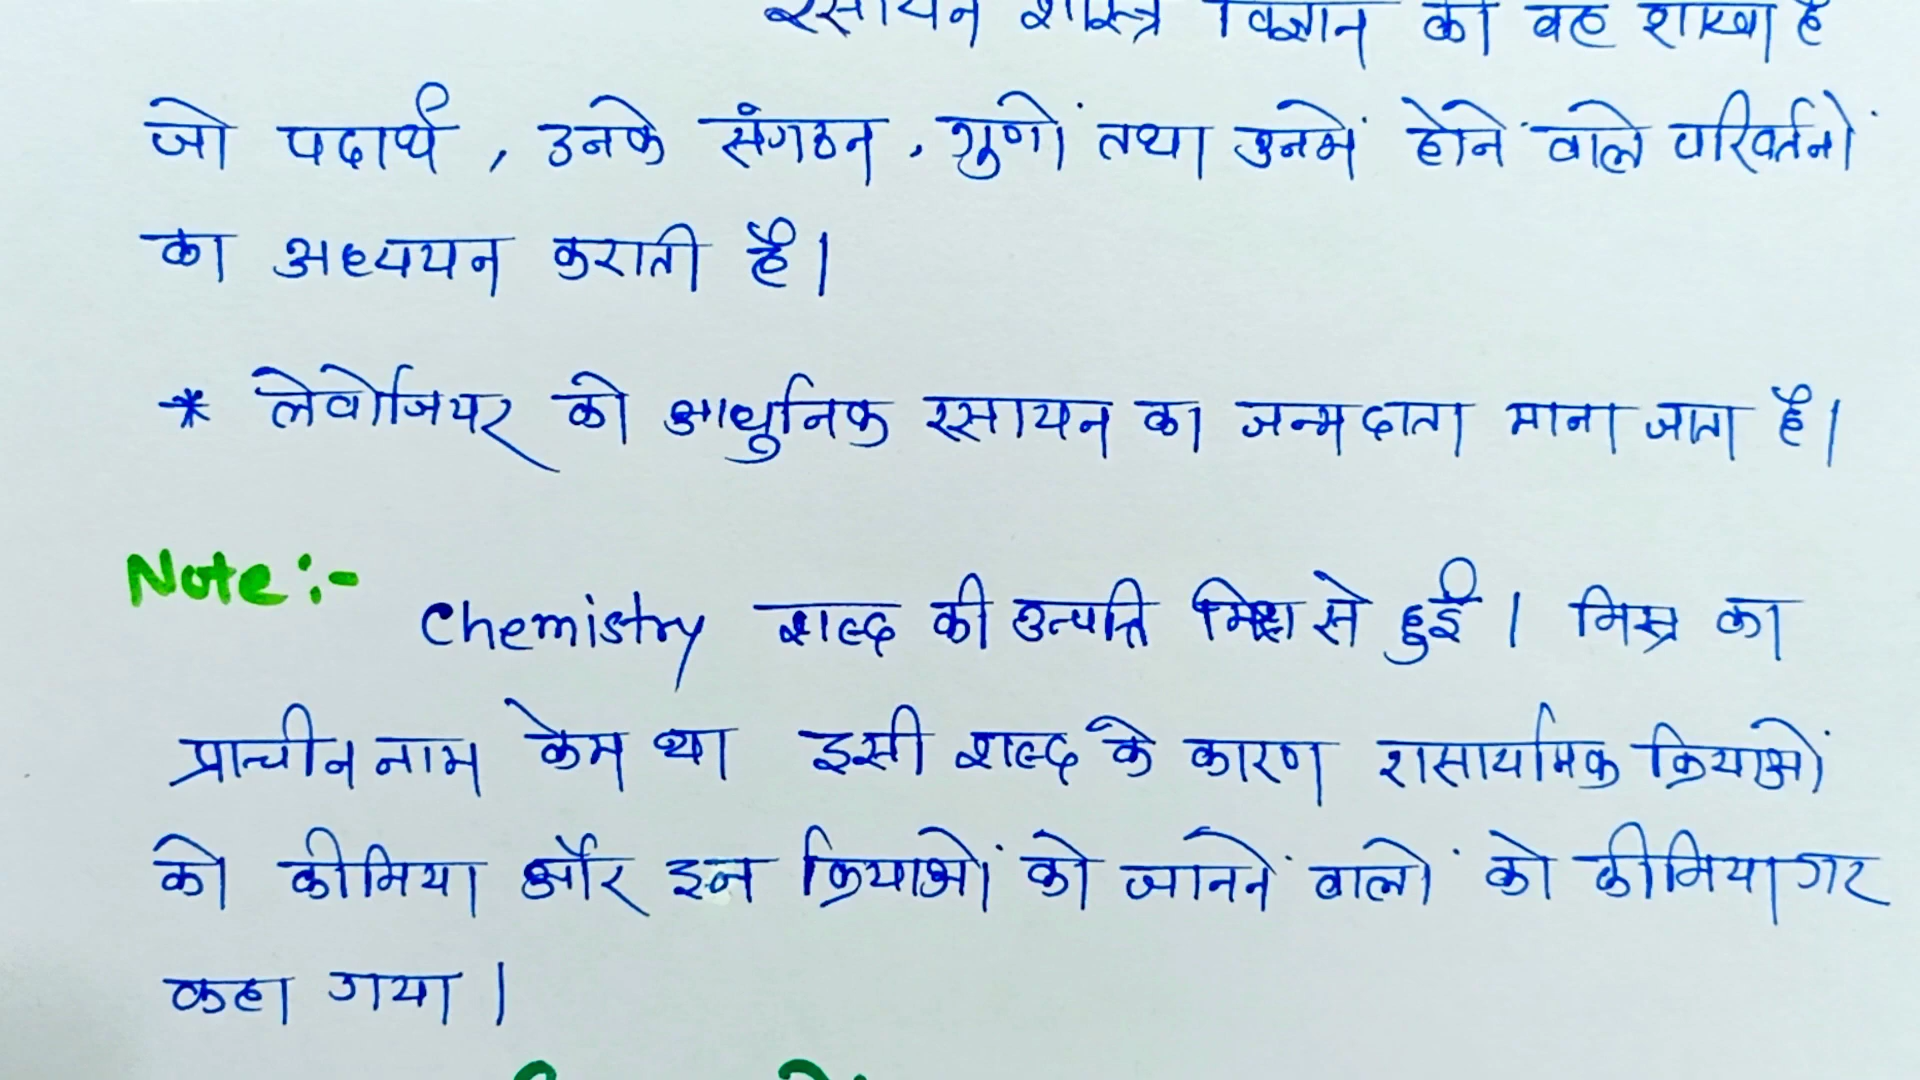 रसायन शास्त्र विज्ञान की वह शाखा है
जो पदार्थ, उनके संगठन, गुणों तथा उनमें होने वाले परिवर्तनों
का अध्ययन कराती है।
* लेवोजियर को आधुनिक रसायन का जन्मदाता माना जाता है।
Note:-
Chemistry शब्द की उत्पत्ति मिस्र से हुई। मिस्र का
प्राचीन नाम केम था इसी शब्द के कारण रासायनिक क्रियाओं
को कीमिया और इन क्रियाओं को जानने वालों को कीमियागर
कहा गया।